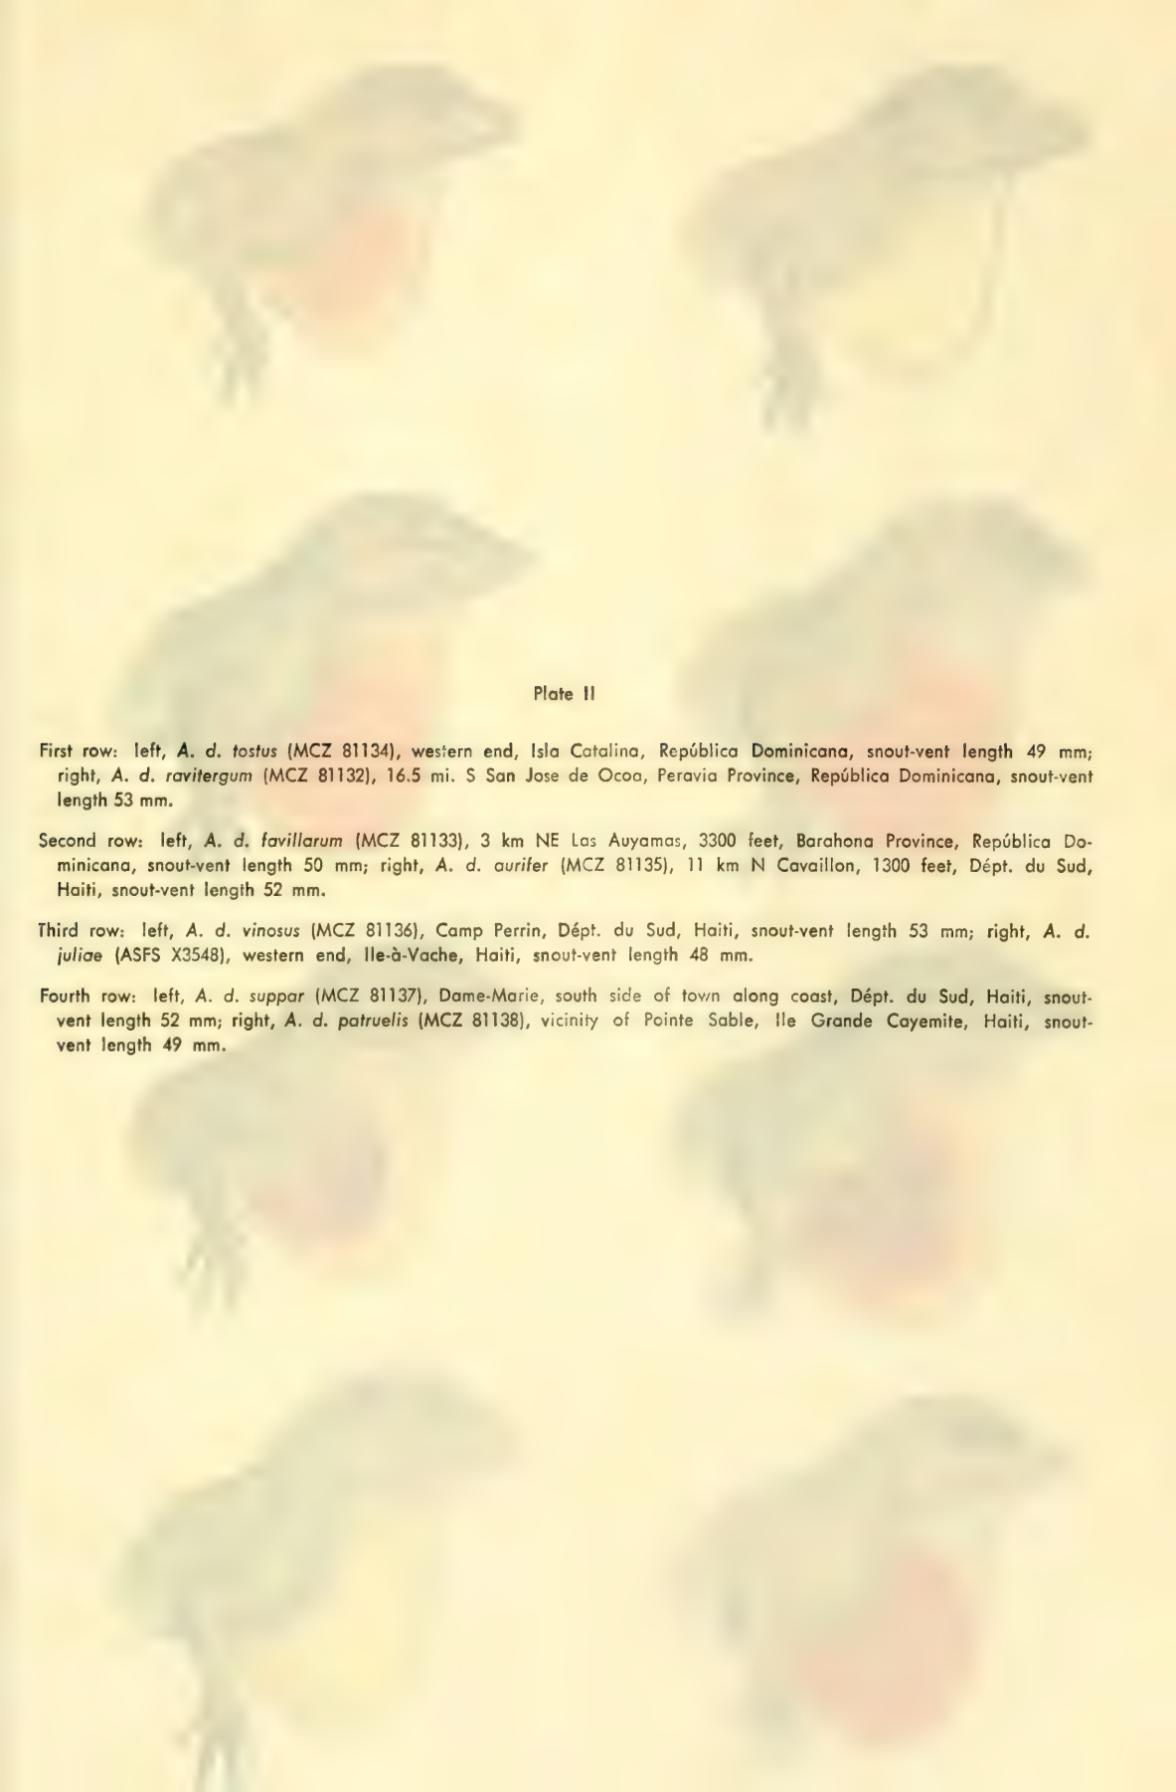 Plate II
First row: left, A. d. tostus (MCZ 81134), western end, Isla Catalina, República Dominicana, snout-vent length 49 mm;
right, A. d. ravitergum (MCZ 81132), 16.5 mi. S San Jose de Ocoa, Peravia Province, República Dominicana, snout-vent
length 53 mm.
Second row: left, A. d. favillarum (MCZ 81133), 3 km NE Las Auyamas, 3300 feet, Barahona Province, República Do-
minicana, snout-vent length 50 mm; right, A. d. aurifer (MCZ 81135), 11 km N Cavaillon, 1300 feet, Dépt. du Sud,
Haiti, snout-vent length 52 mm.
Third row: left, A. d. vinosus (MCZ 81136), Camp Perrin, Dépt. du Sud, Haiti, snout-vent length 53 mm; right, A. d.
juliae (ASFS X3548), western end, Ile-à-Vache, Haiti, snout-vent length 48 mm.
Fourth row: left, A. d. suppar (MCZ 81137), Dame-Marie, south side of town along coast, Dépt. du Sud, Haiti, snout-
vent length 52 mm; right, A. d. patruelis (MCZ 81138), vicinity of Pointe Sable, Ile Grande Cayemite, Haiti, snout-
vent length 49 mm.